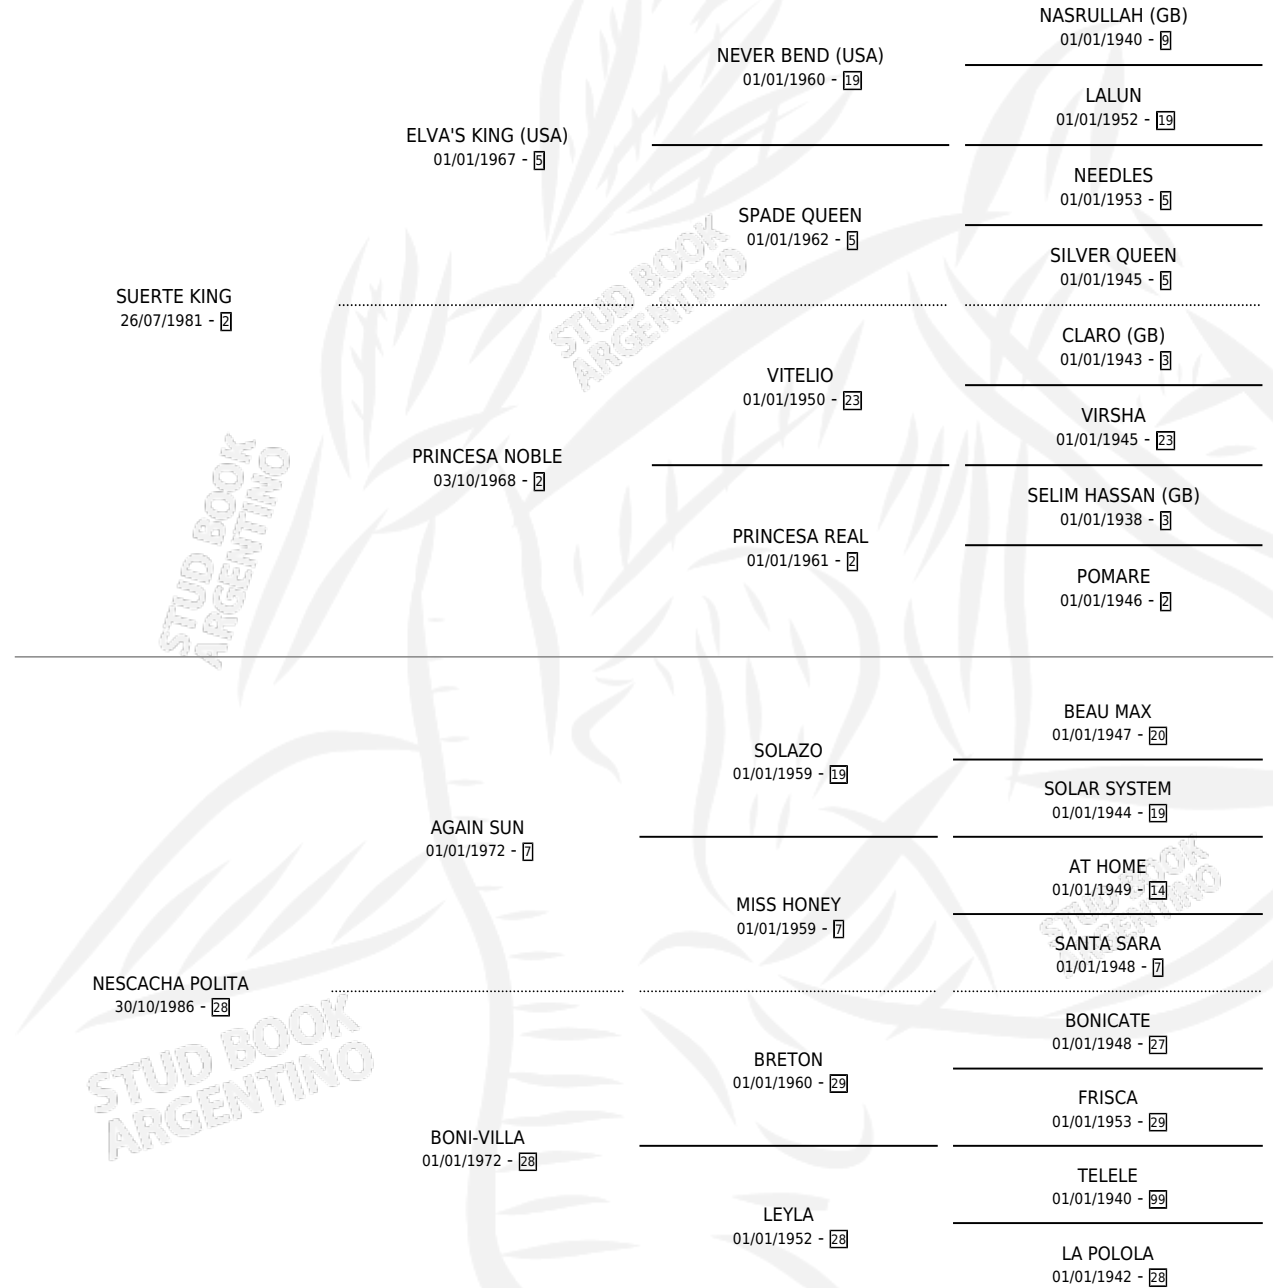 NASRULLAH (GB)
01/01/1940 - 9
NEVER BEND (USA)
01/01/1960 - 19
LALUN
01/01/1952 - 19
ELVA'S KING (USA)
01/01/1967 - 5
NEEDLES
01/01/1953 - 5
SPADE QUEEN
01/01/1962 - 5
SILVER QUEEN
01/01/1945 - 5
SUERTE KING
26/07/1981 - 2
CLARO (GB)
01/01/1943 - 3
VITELIO
01/01/1950 - 23
VIRSHA
01/01/1945 - 23
PRINCESA NOBLE
03/10/1968 - 2
SELIM HASSAN (GB)
01/01/1938 - 3
PRINCESA REAL
01/01/1961 - 2
POMARE
01/01/1946 - 2
BEAU MAX
01/01/1947 - 20
SOLAZO
01/01/1959 - 19
SOLAR SYSTEM
01/01/1944 - 19
AGAIN SUN
01/01/1972 - 7
AT HOME
01/01/1949 - 14
MISS HONEY
01/01/1959 - 7
SANTA SARA
01/01/1948 - 7
NESCACHA POLITA
30/10/1986 - 28
BONICATE
01/01/1948 - 27
BRETON
01/01/1960 - 29
FRISCA
01/01/1953 - 29
BONI-VILLA
01/01/1972 - 28
TELELE
01/01/1940 - 99
LEYLA
01/01/1952 - 28
LA POLOLA
01/01/1942 - 28
STUD BOOK
ARGENTINO
STUD BOOK
ARGENTINO
STUD BOOK
ARGENTINO
STUD BOOK
ARGENTINO